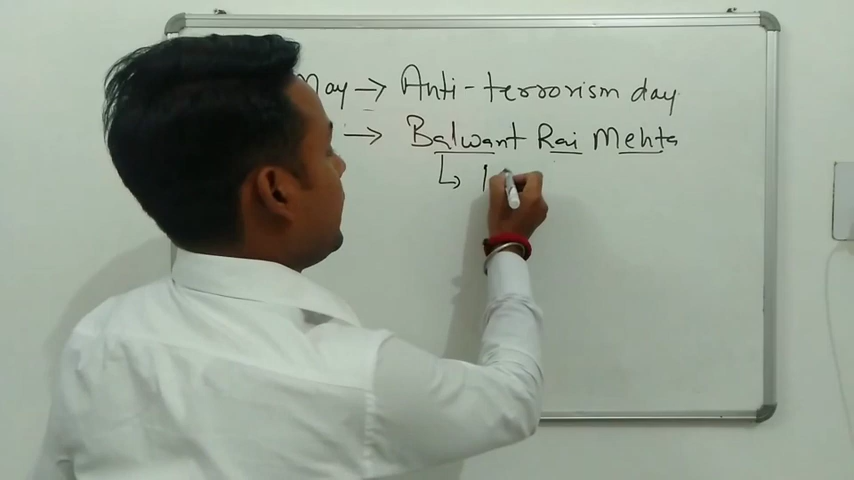 May → Anti-terrorism day
→ Balwant Rai Mehta
↳